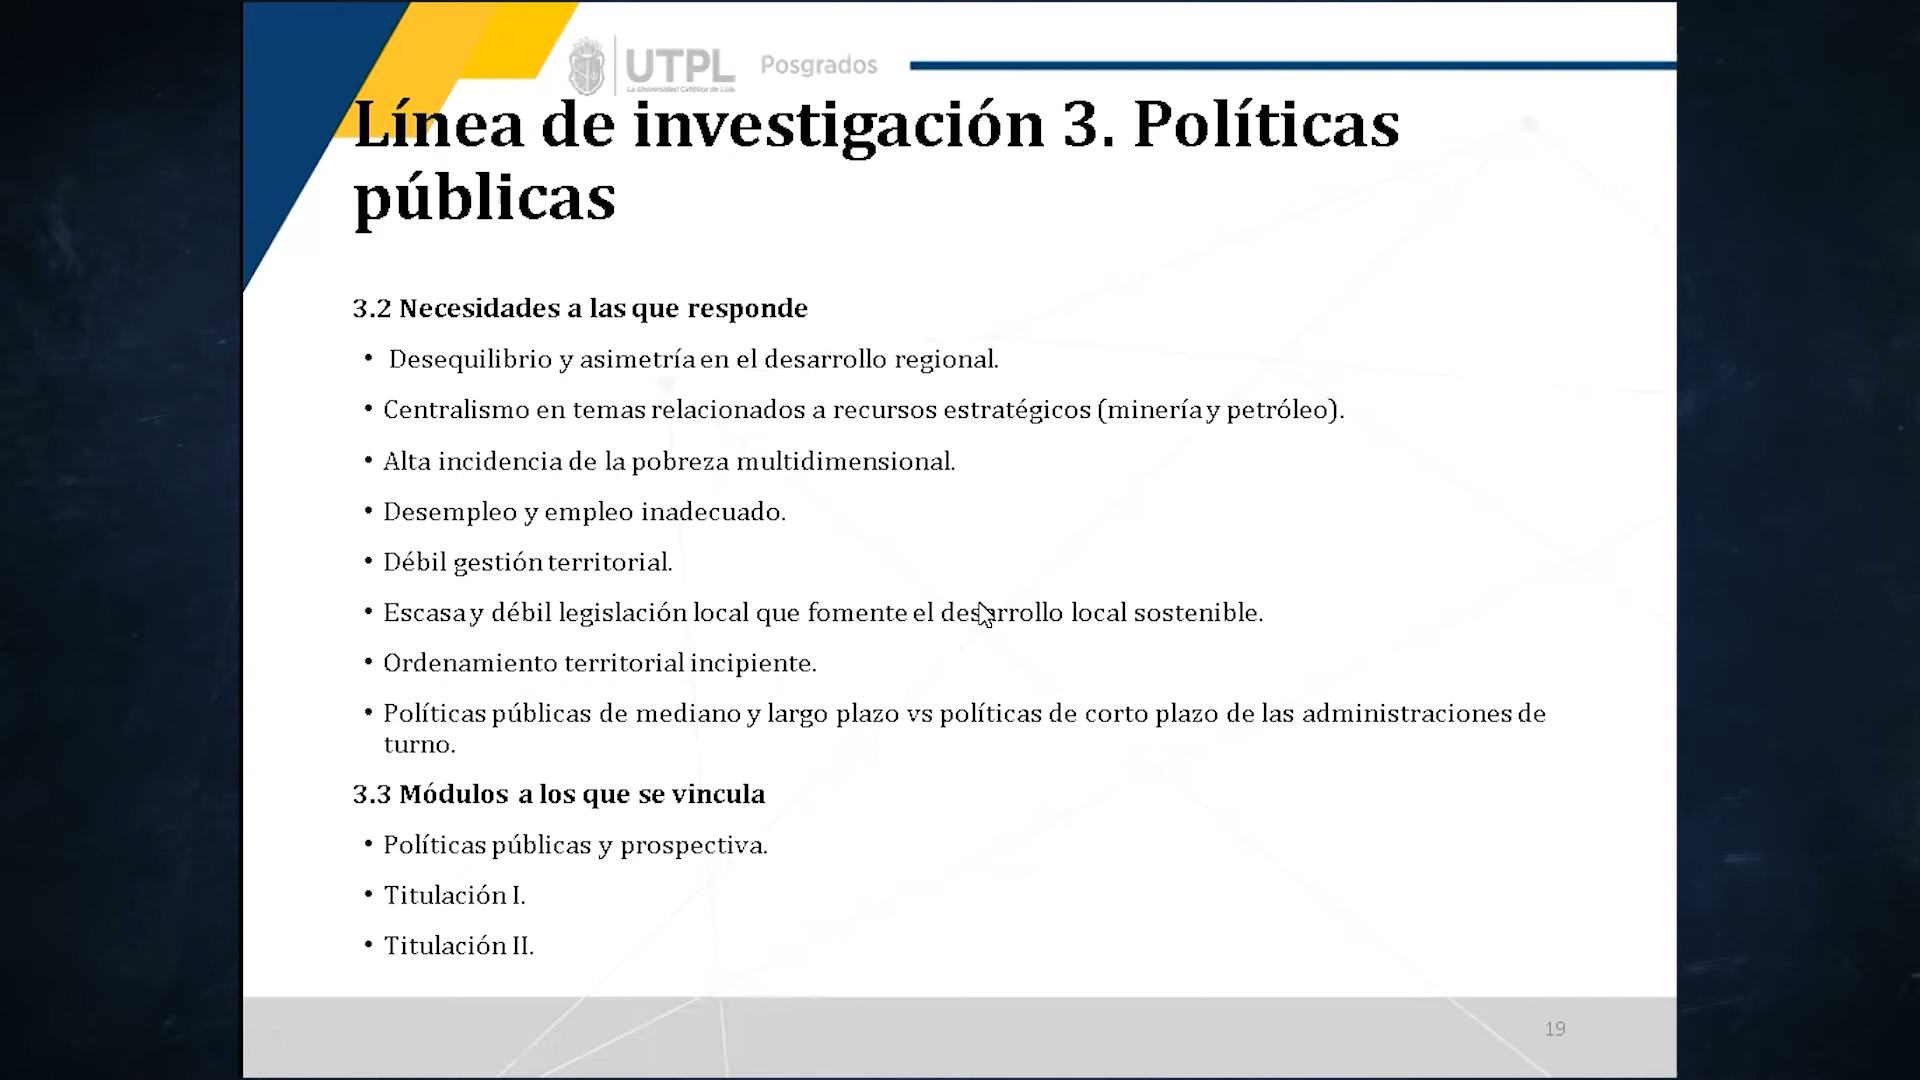 UTPL
La Universidad Católica de Loja
Posgrados
Línea de investigación 3. Políticas
públicas
3.2 Necesidades a las que responde
• Desequilibrio y asimetría en el desarrollo regional.
• Centralismo en temas relacionados a recursos estratégicos (minería y petróleo).
• Alta incidencia de la pobreza multidimensional.
• Desempleo y empleo inadecuado.
• Débil gestión territorial.
• Escasa y débil legislación local que fomente el desarrollo local sostenible.
• Ordenamiento territorial incipiente.
• Políticas públicas de mediano y largo plazo vs políticas de corto plazo de las administraciones de
turno.
3.3 Módulos a los que se vincula
• Políticas públicas y prospectiva.
• Titulación I.
• Titulación II.
19